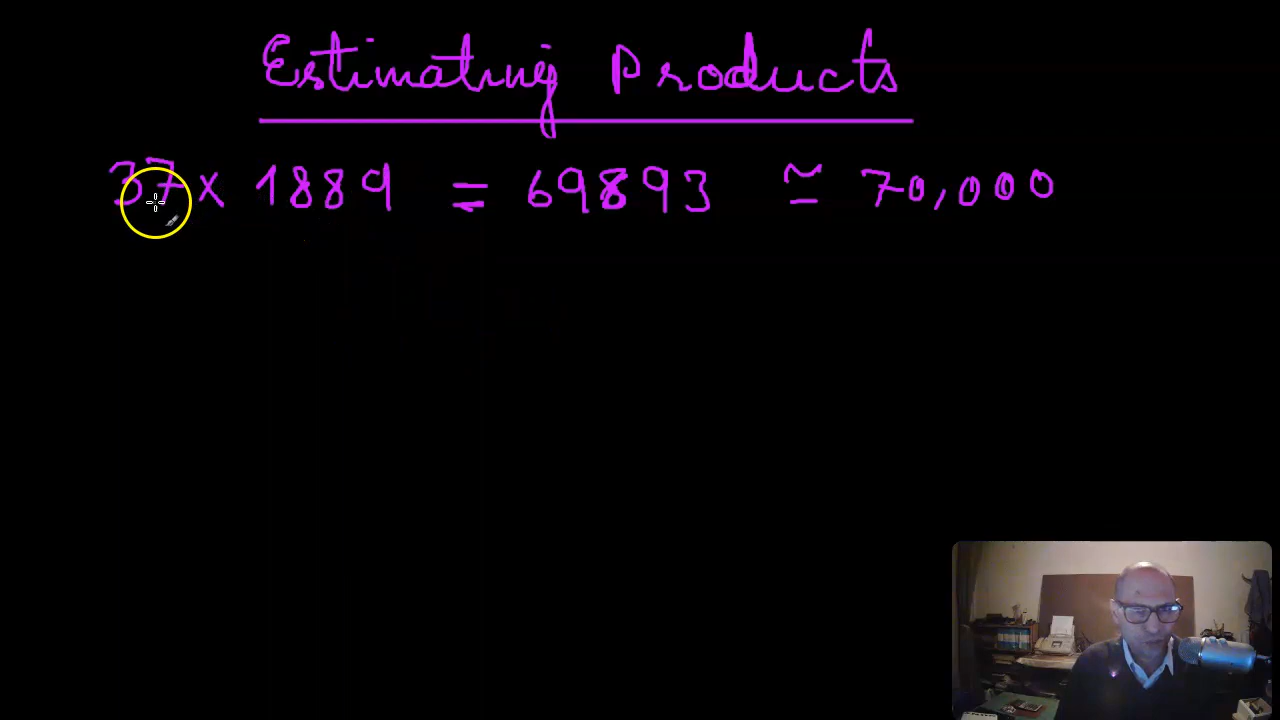 Estimating Products
37 x 1889 = 69893 ≅ 70,000